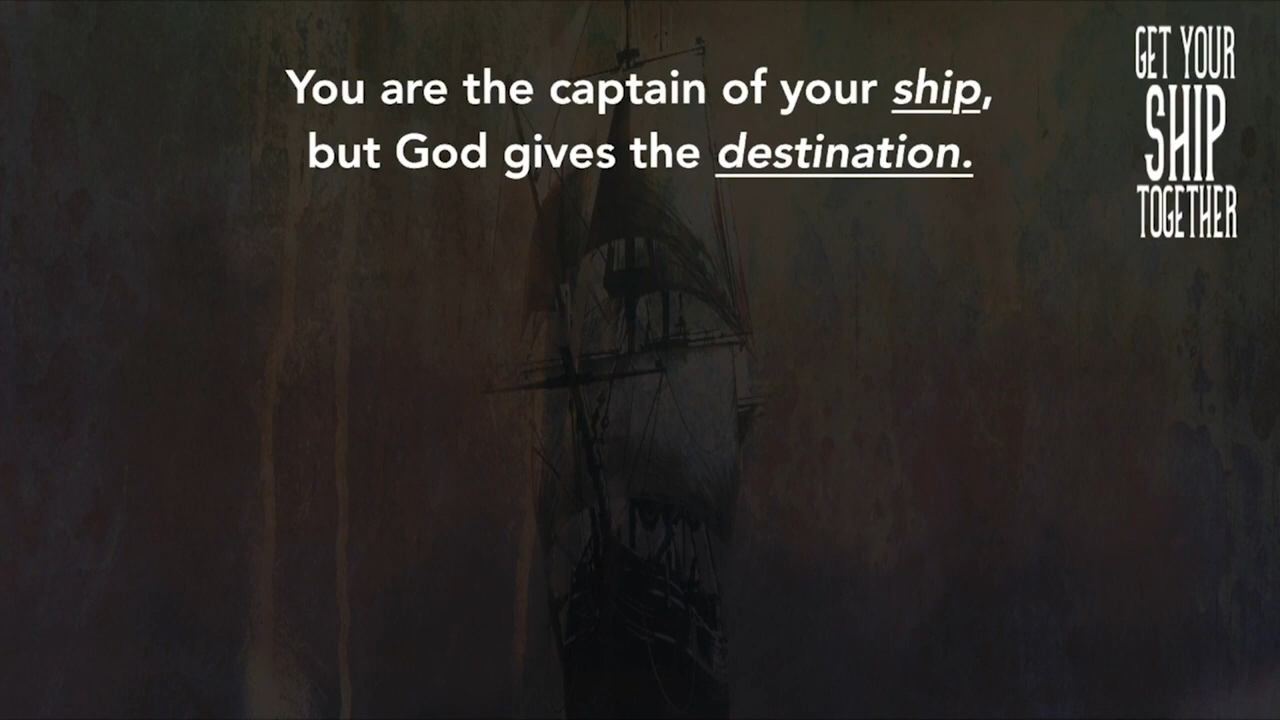 You are the captain of your ship,
but God gives the destination.
GET YOUR
SHIP
TOGETHER